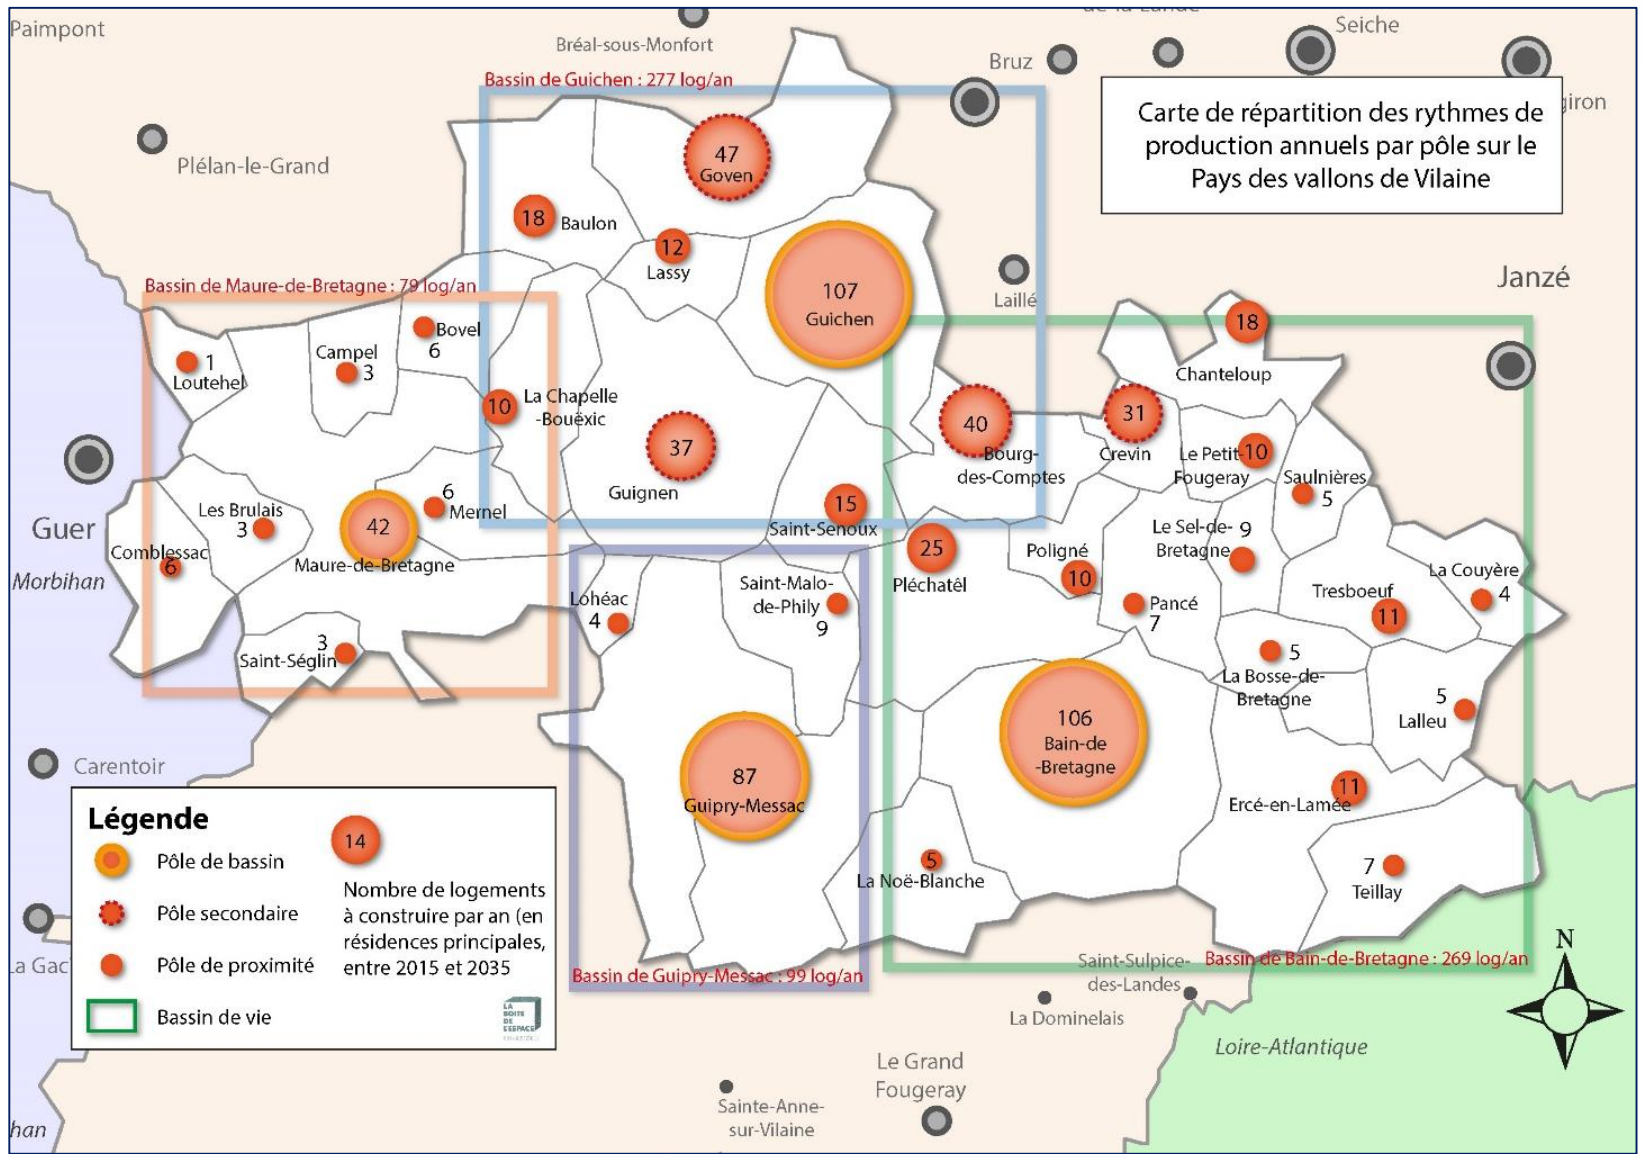 Paimpont
Bréal-sous-Monfort
Seiche
Bruz
Bassin de Guichen : 277 log/an
Carte de répartition des rythmes de
production annuels par pôle sur le
Pays des vallons de Vilaine
giron
Plélan-le-Grand
47
Goven
18
Baulon
12
Lassy
107
Guichen
Laillé
Janzé
Bassin de Maure-de-Bretagne : 79 log/an
Bovel
6
Campel
3
1
Loutehel
18
Chanteloup
10
La Chapelle
-Bouëxic
37
Guignen
40
Bourg-
des-Comptes
31
Crevin
Le Petit-
Fougeray
10
Saulnières
5
6
Mernel
Les Brulais
3
42
Maure-de-Bretagne
15
Saint-Senoux
Guer
Comblessac
6
Morbihan
25
Pléchatêl
Poligné
10
Le Sel-de-
Bretagne
9
Pancé
7
Tresboeuf
11
La Couyère
4
Lohéac
4
Saint-Malo-
de-Phily
9
3
Saint-Séglin
5
La Bosse-de-
Bretagne
5
Lalleu
106
Bain-de
-Bretagne
87
Guipry-Messac
11
Ercé-en-Lamée
Carentoir
5
La Noë-Blanche
7
Teillay
Légende
Pôle de bassin
Pôle secondaire
Pôle de proximité
Bassin de vie
14
Nombre de logements
à construire par an (en
résidences principales,
entre 2015 et 2035
LA
BOITE
DE
L'ESPACE
La Gac
Bassin de Guipry-Messac : 99 log/an
Bassin de Bain-de-Bretagne : 269 log/an
Saint-Sulpice-
des-Landes
La Dominelais
N
Loire-Atlantique
Le Grand
Fougeray
Sainte-Anne-
sur-Vilaine
han